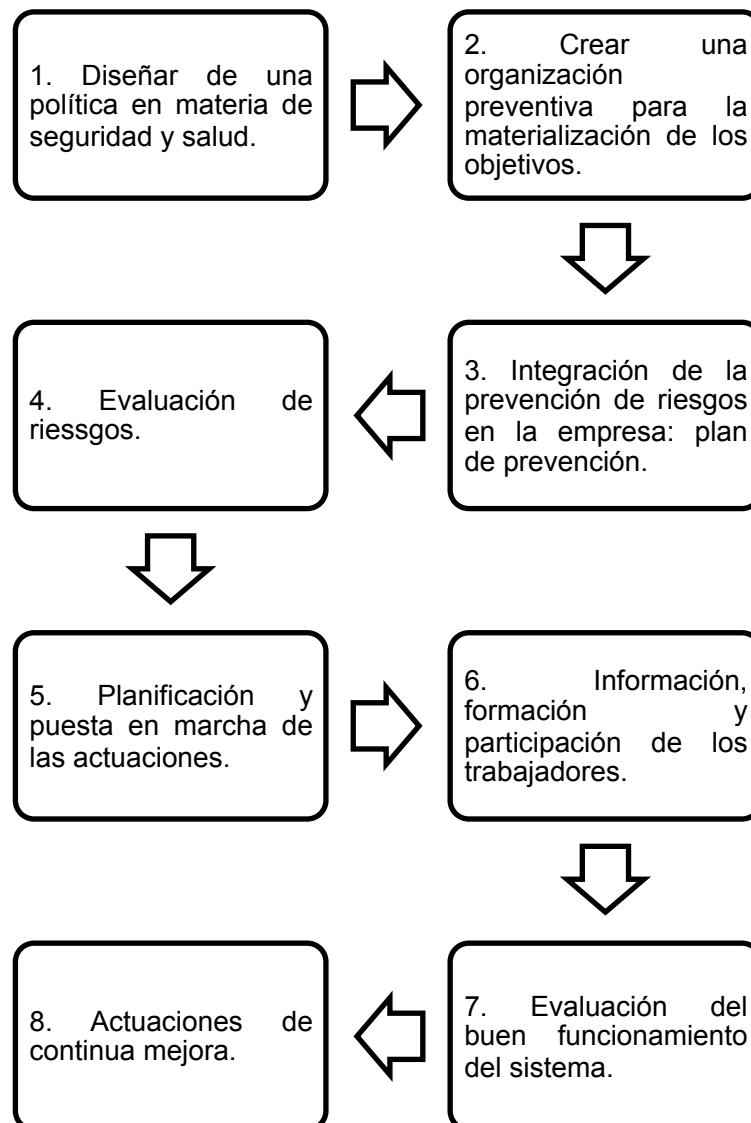 1. Diseñar de una
política en materia de
seguridad y salud.
2. Crear una
organización
preventiva para la
materialización de los
objetivos.
3. Integración de la
prevención de riesgos
en la empresa: plan
de prevención.
4. Evaluación de
riessgos.
5. Planificación y
puesta en marcha de
las actuaciones.
6. Información,
formación y
participación de los
trabajadores.
7. Evaluación del
buen funcionamiento
del sistema.
8. Actuaciones de
continua mejora.